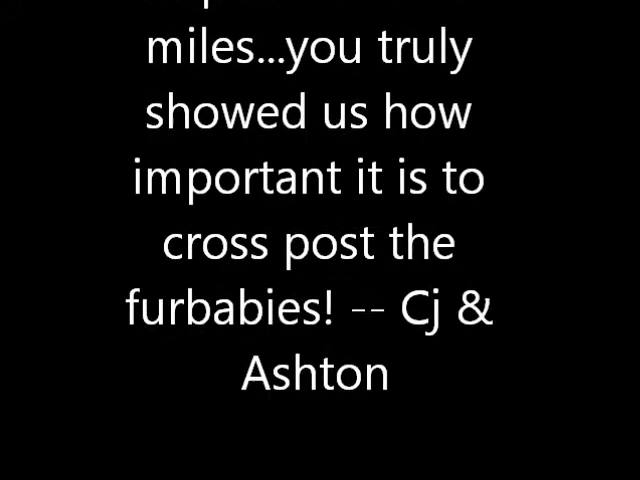 miles...you truly
showed us how
important it is to
cross post the
furbabies! -- Cj &
Ashton